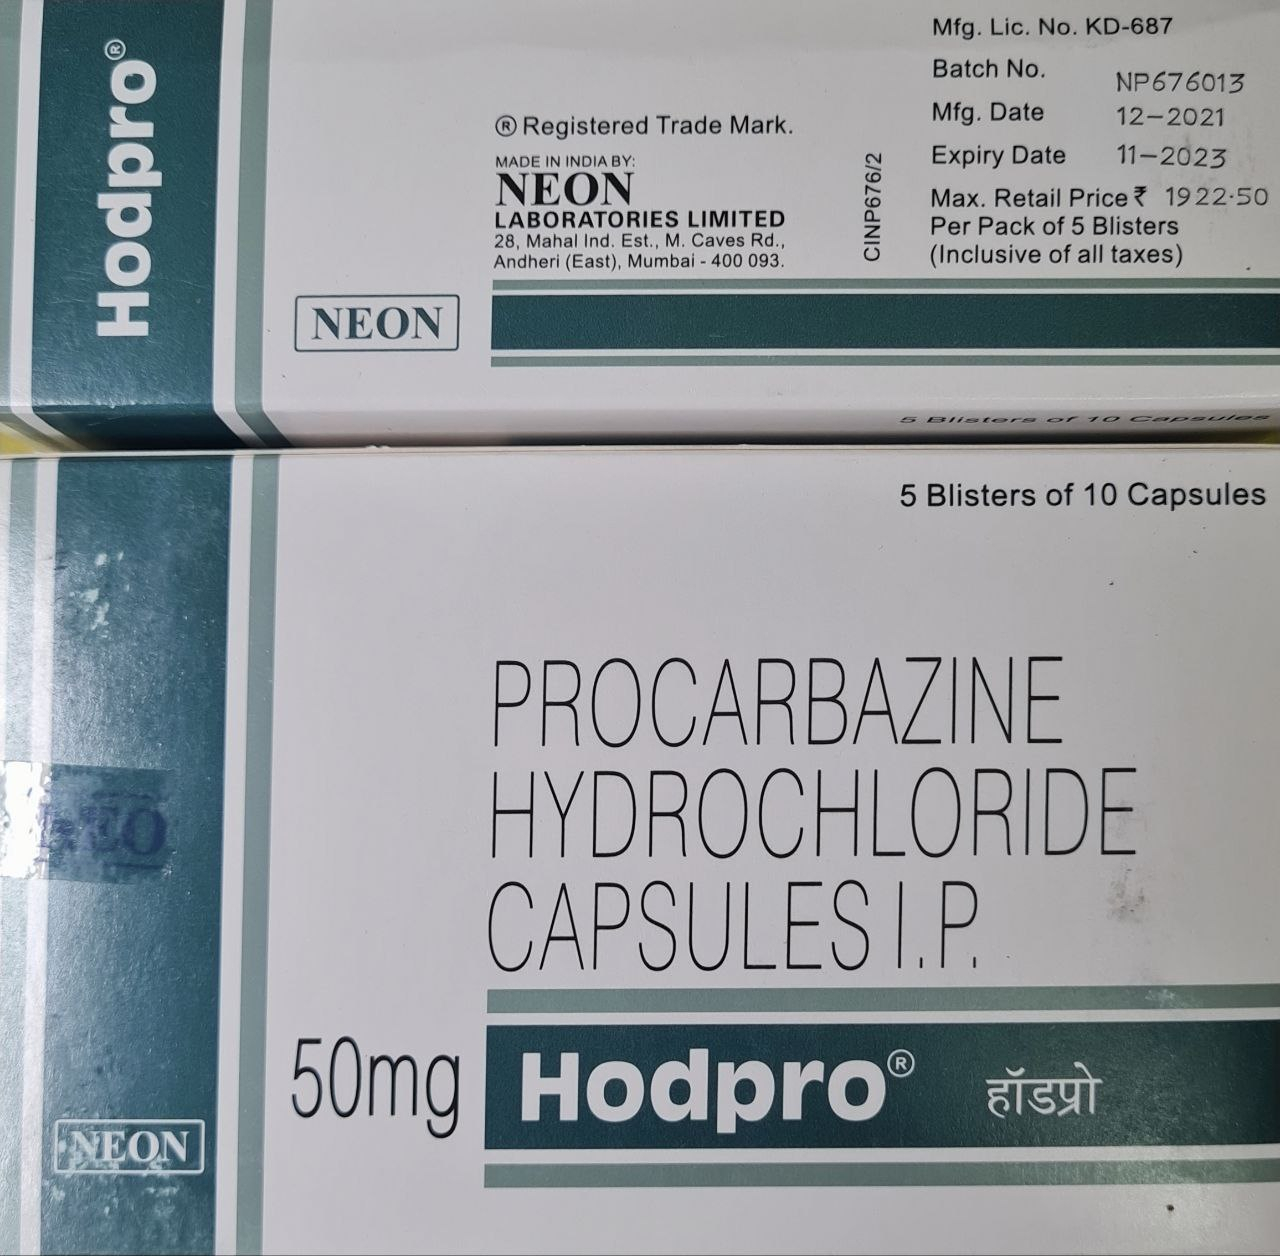 Hodpro®
Mfg. Lic. No. KD-687
Batch No. NP676013
Mfg. Date 12-2021
Expiry Date 11-2023
Max. Retail Price ₹ 1922·50
Per Pack of 5 Blisters
(Inclusive of all taxes)
® Registered Trade Mark.
MADE IN INDIA BY:
NEON
LABORATORIES LIMITED
28, Mahal Ind. Est., M. Caves Rd.,
Andheri (East), Mumbai - 400 093.
CINP676/2
NEON
5 Blisters of 10 Capsules
5 Blisters of 10 Capsules
PROCARBAZINE
HYDROCHLORIDE
CAPSULES I.P.
50mg Hodpro® हॉडप्रो
NEON